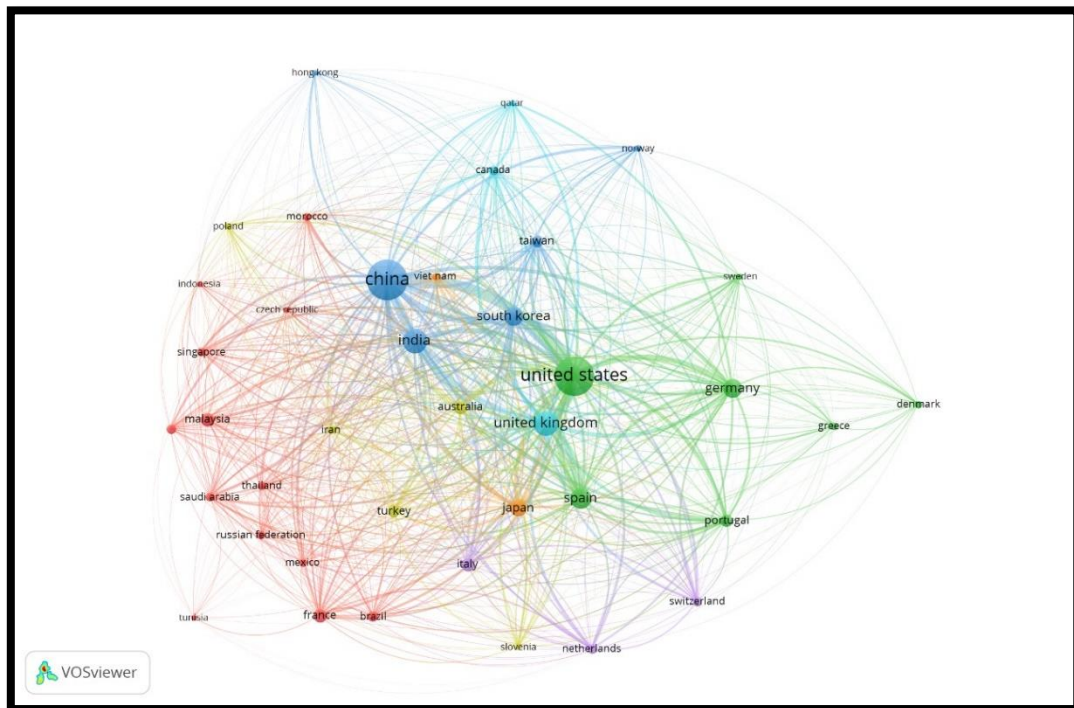 hong kong
qatar
norway
canada
morocco
poland
taiwan
china
viet nam
sweden
indonesia
czech republic
south korea
india
singapore
united states
germany
australia
denmark
malaysia
united kingdom
greece
iran
thailand
saudi arabia
spain
japan
turkey
portugal
russian federation
mexico
italy
switzerland
tunisia
france
brazil
slovenia
netherlands
VOSviewer